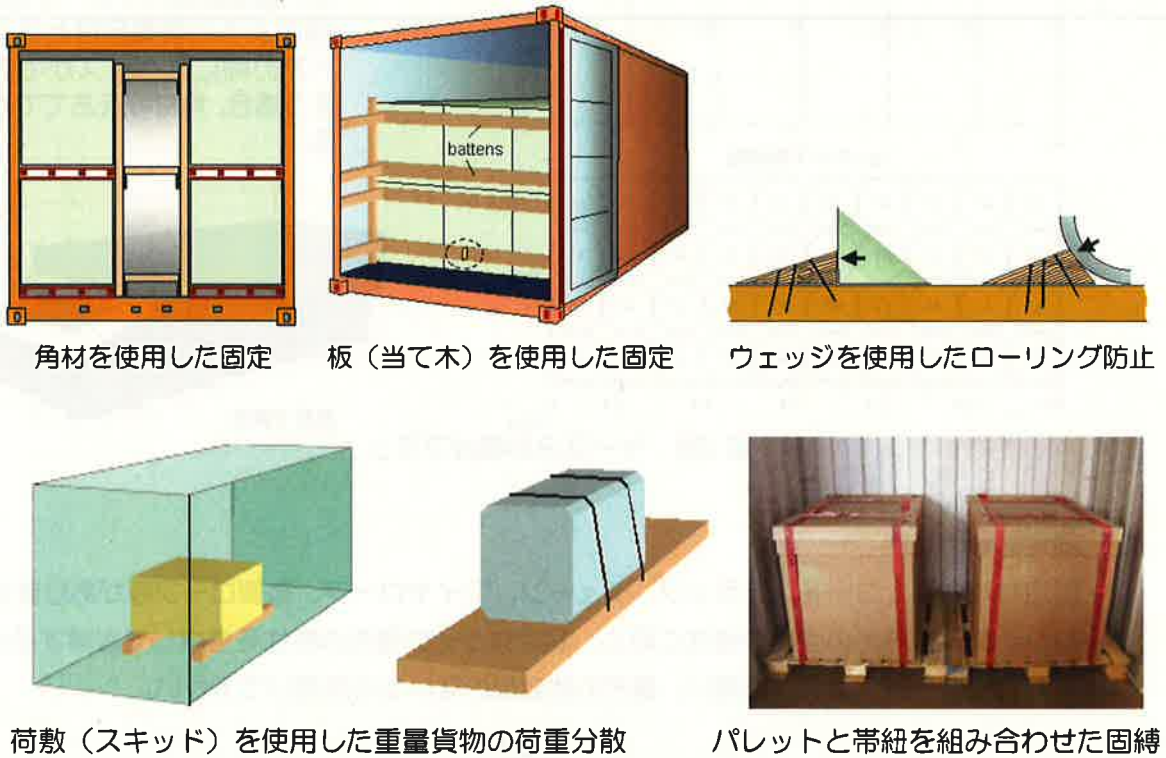 battens
角材を使用した固定
板（当て木）を使用した固定
ウェッジを使用したローリング防止
荷敷（スキッド）を使用した重量貨物の荷重分散
パレットと帯紐を組み合わせた固縛